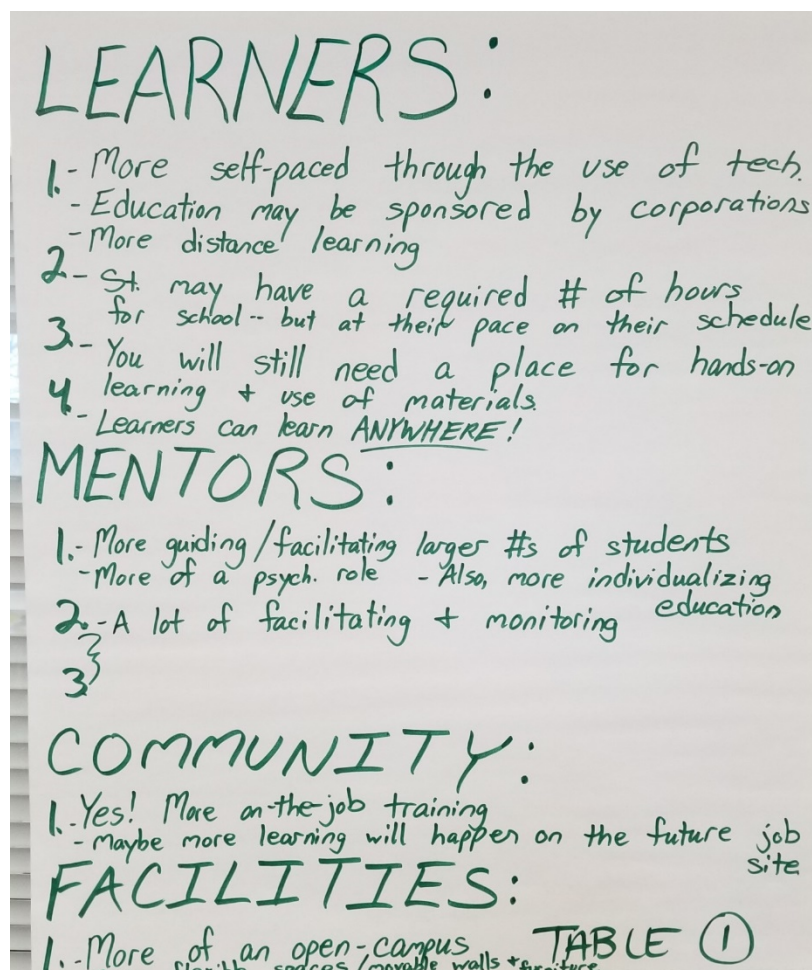 LEARNERS:
1. - More self-paced through the use of tech.
- Education may be sponsored by corporations
- More distance learning
2 - St. may have a required # of hours
for school -- but at their pace on their schedule
3. - You will still need a place for hands-on
4. learning + use of materials.
- Learners can learn ANYWHERE!
MENTORS:
1. - More guiding/facilitating larger #s of students
- More of a psych. role - Also, more individualizing
education
2. - A lot of facilitating + monitoring
3
COMMUNITY:
1. - Yes! More on-the-job training
- Maybe more learning will happen on the future job
site
FACILITIES:
1. - More of an open-campus TABLE 1
spaces/movable walls + furniture